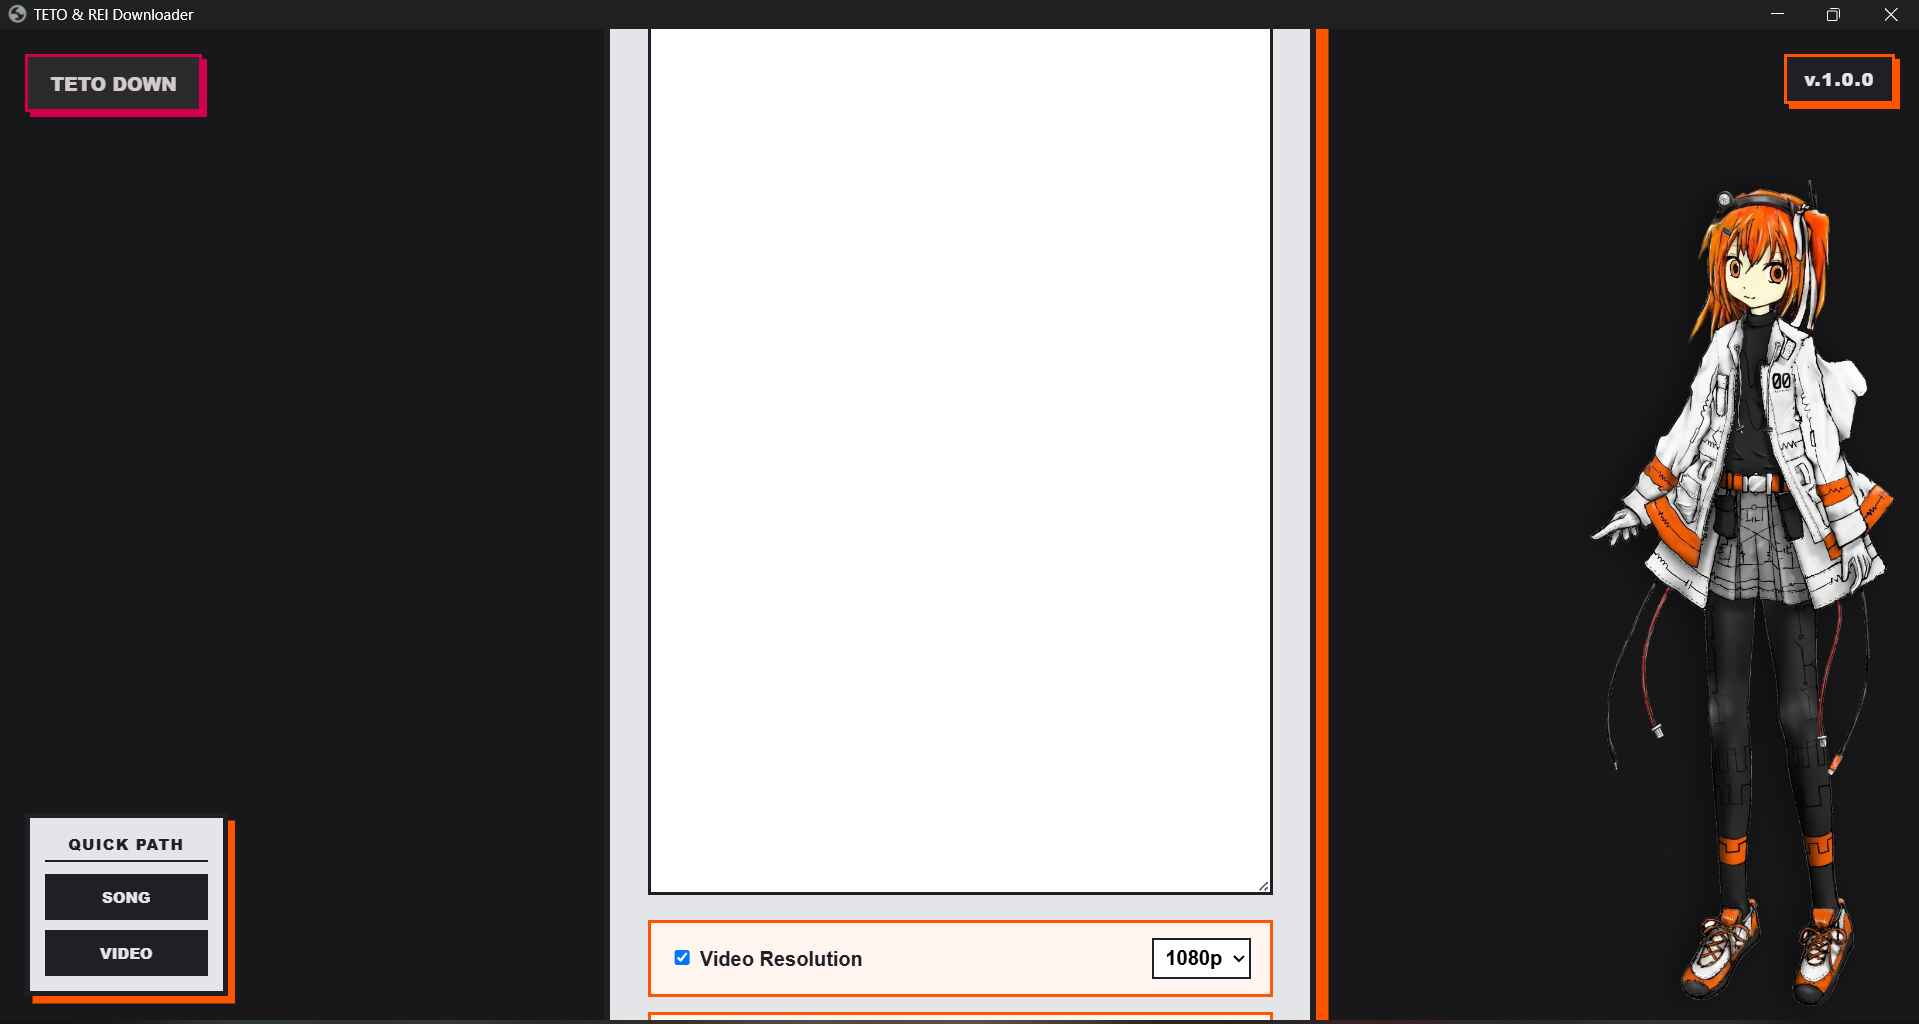 TETO & REI Downloader
TETO DOWN
v.1.0.0
00
QUICK PATH
SONG
VIDEO
Video Resolution
1080p